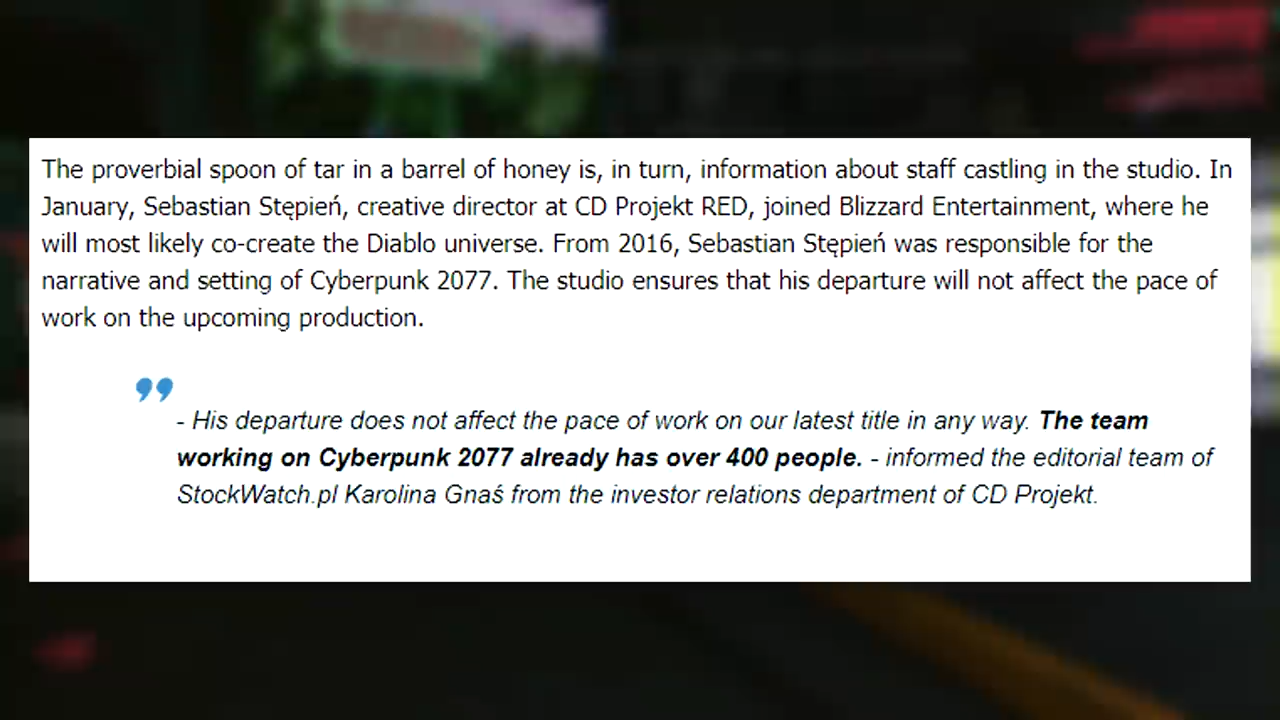 The proverbial spoon of tar in a barrel of honey is, in turn, information about staff castling in the studio. In
January, Sebastian Stępień, creative director at CD Projekt RED, joined Blizzard Entertainment, where he
will most likely co-create the Diablo universe. From 2016, Sebastian Stępień was responsible for the
narrative and setting of Cyberpunk 2077. The studio ensures that his departure will not affect the pace of
work on the upcoming production.
”
- His departure does not affect the pace of work on our latest title in any way. The team
working on Cyberpunk 2077 already has over 400 people. - informed the editorial team of
StockWatch.pl Karolina Gnaś from the investor relations department of CD Projekt.